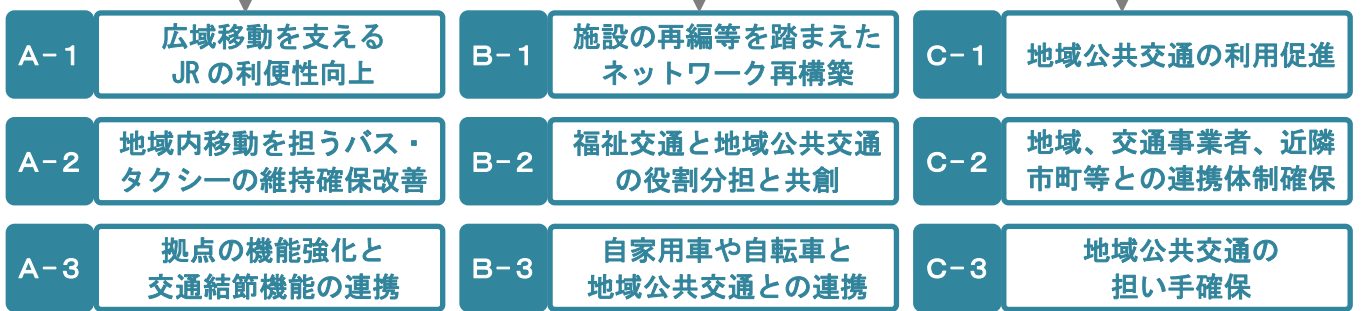 A-1
広域移動を支える
JRの利便性向上
B-1
施設の再編等を踏まえた
ネットワーク再構築
C-1
地域公共交通の利用促進
A-2
地域内移動を担うバス・
タクシーの維持確保改善
B-2
福祉交通と地域公共交通
の役割分担と共創
C-2
地域、交通事業者、近隣
市町等との連携体制確保
A-3
拠点の機能強化と
交通結節機能の連携
B-3
自家用車や自転車と
地域公共交通との連携
C-3
地域公共交通の
担い手確保